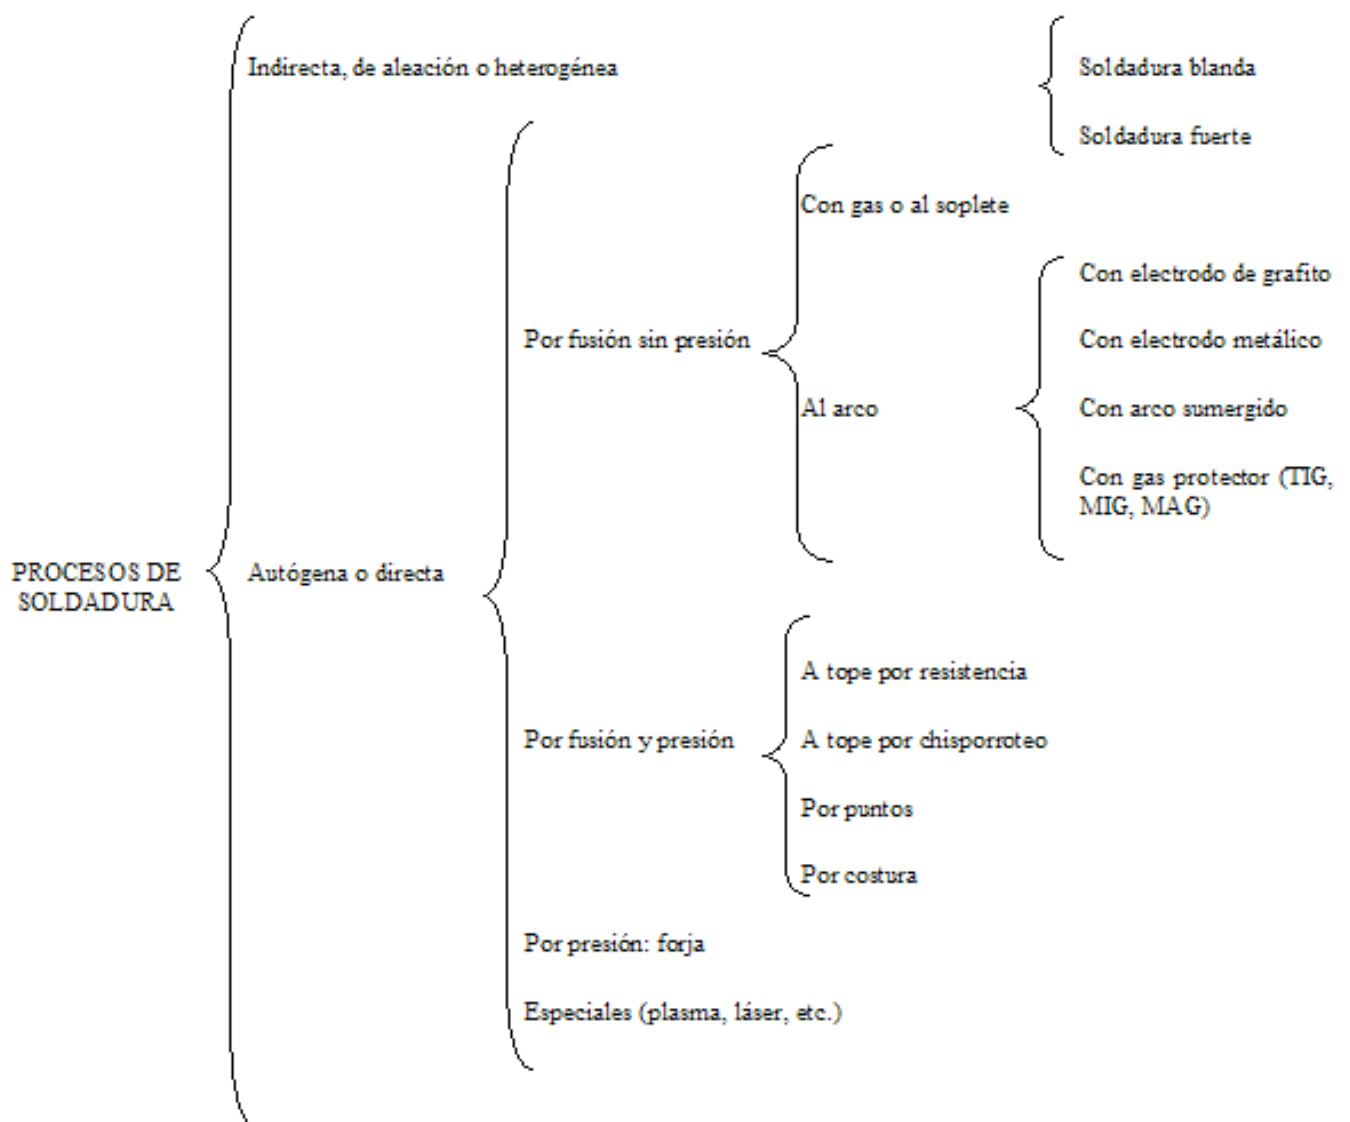 Indirecta, de aleación o heterogénea
Soldadura blanda
Soldadura fuerte
Con gas o al soplete
Con electrodo de grafito
Por fusión sin presión
Con electrodo metálico
Al arco
Con arco sumergido
Con gas protector (TIG,
MIG, MAG)
PROCESOS DE
SOLDADURA
Autógena o directa
A tope por resistencia
Por fusión y presión
A tope por chisporroteo
Por puntos
Por costura
Por presión: forja
Especiales (plasma, láser, etc.)